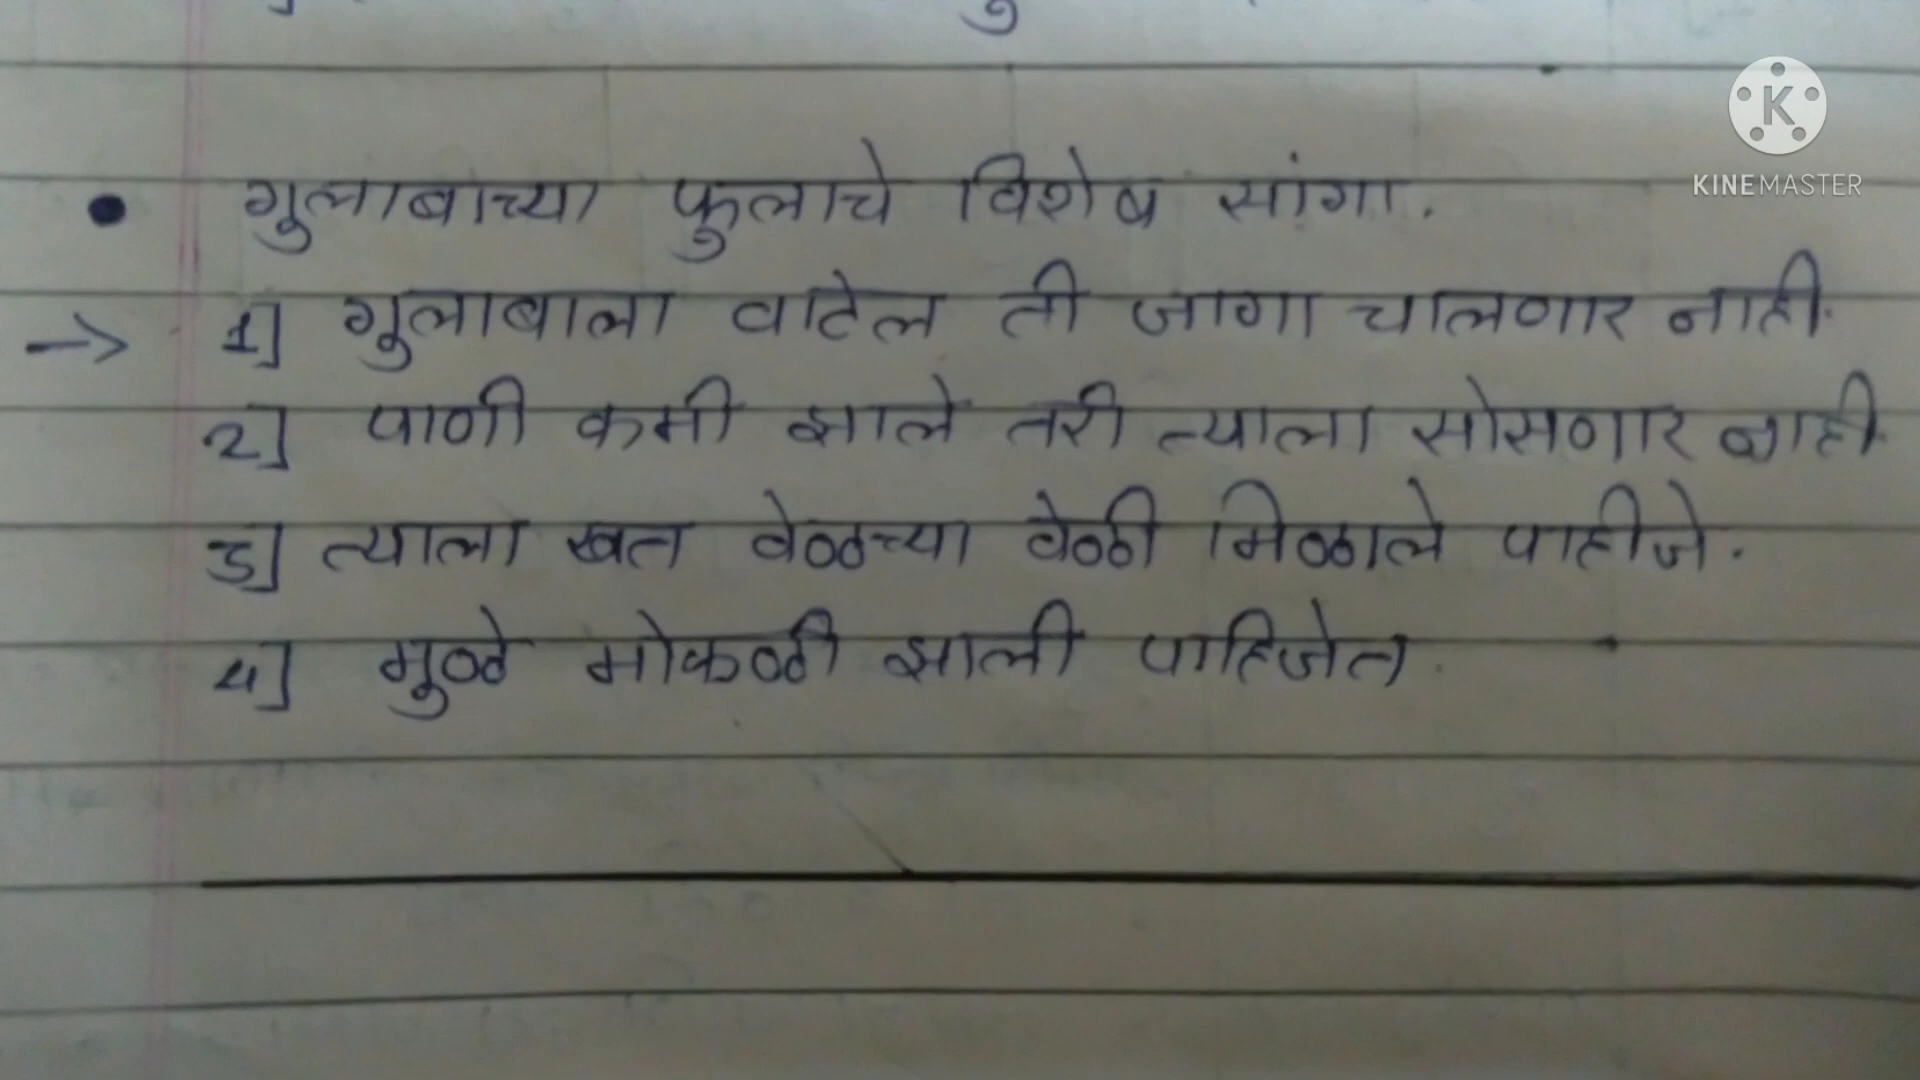 K
KINEMASTER
• गुलाबाच्या फुलाचे विशेष सांगा.
→ 1] गुलाबाला वाटेल ती जागा चालणार नाही.
2] पाणी कमी झाले तरी त्याला सोसणार नाही.
3] त्याला खत वेळच्या वेळी मिळाले पाहीजे.
4] मुळे मोकळी झाली पाहिजेत.